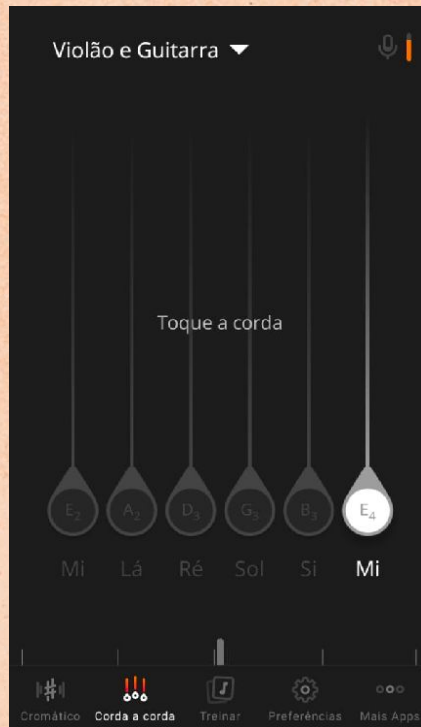 Violão e Guitarra
Toque a corda
E2 A2 D3 G3 B3 E4
Mi Lá Ré Sol Si Mi
Cromático Corda a corda Treinar Preferências Mais Apps